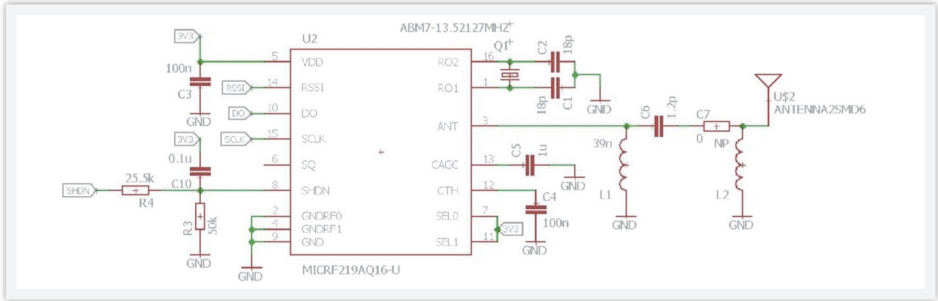 ABM7-13.52127MHZ
3V3
U2
Q1
C2
18p
5
VDD
RO2
16
100n
C3
GND
RSSI
14
RSSI
RO1
1
18p
C1
GND
DO
10
DO
ANT
3
C6
1.2p
C7
0
NP
U$2
ANTENNA2SMD6
3V3
SCLK
15
SCLK
39n
L1
GND
L2
GND
0.1u
C10
6
SQ
CAGC
13
C5
1u
GND
SHDN
25.5k
R4
8
SHDN
CTH
12
C4
100n
GND
R3
50k
GND
2
GNDRF0
SEL0
7
4
GNDRF1
3V3
9
GND
SEL1
11
GND
MICRF219AQ16-U